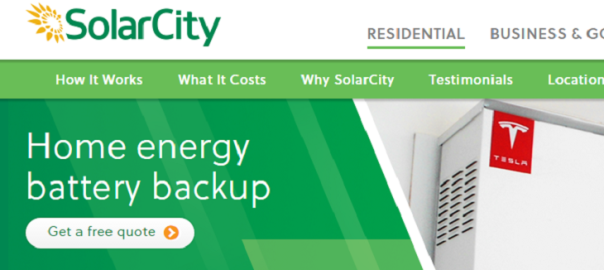 SolarCity
RESIDENTIAL BUSINESS & GO
How It Works What It Costs Why SolarCity Testimonials Location
Home energy
battery backup
Get a free quote
TESLA